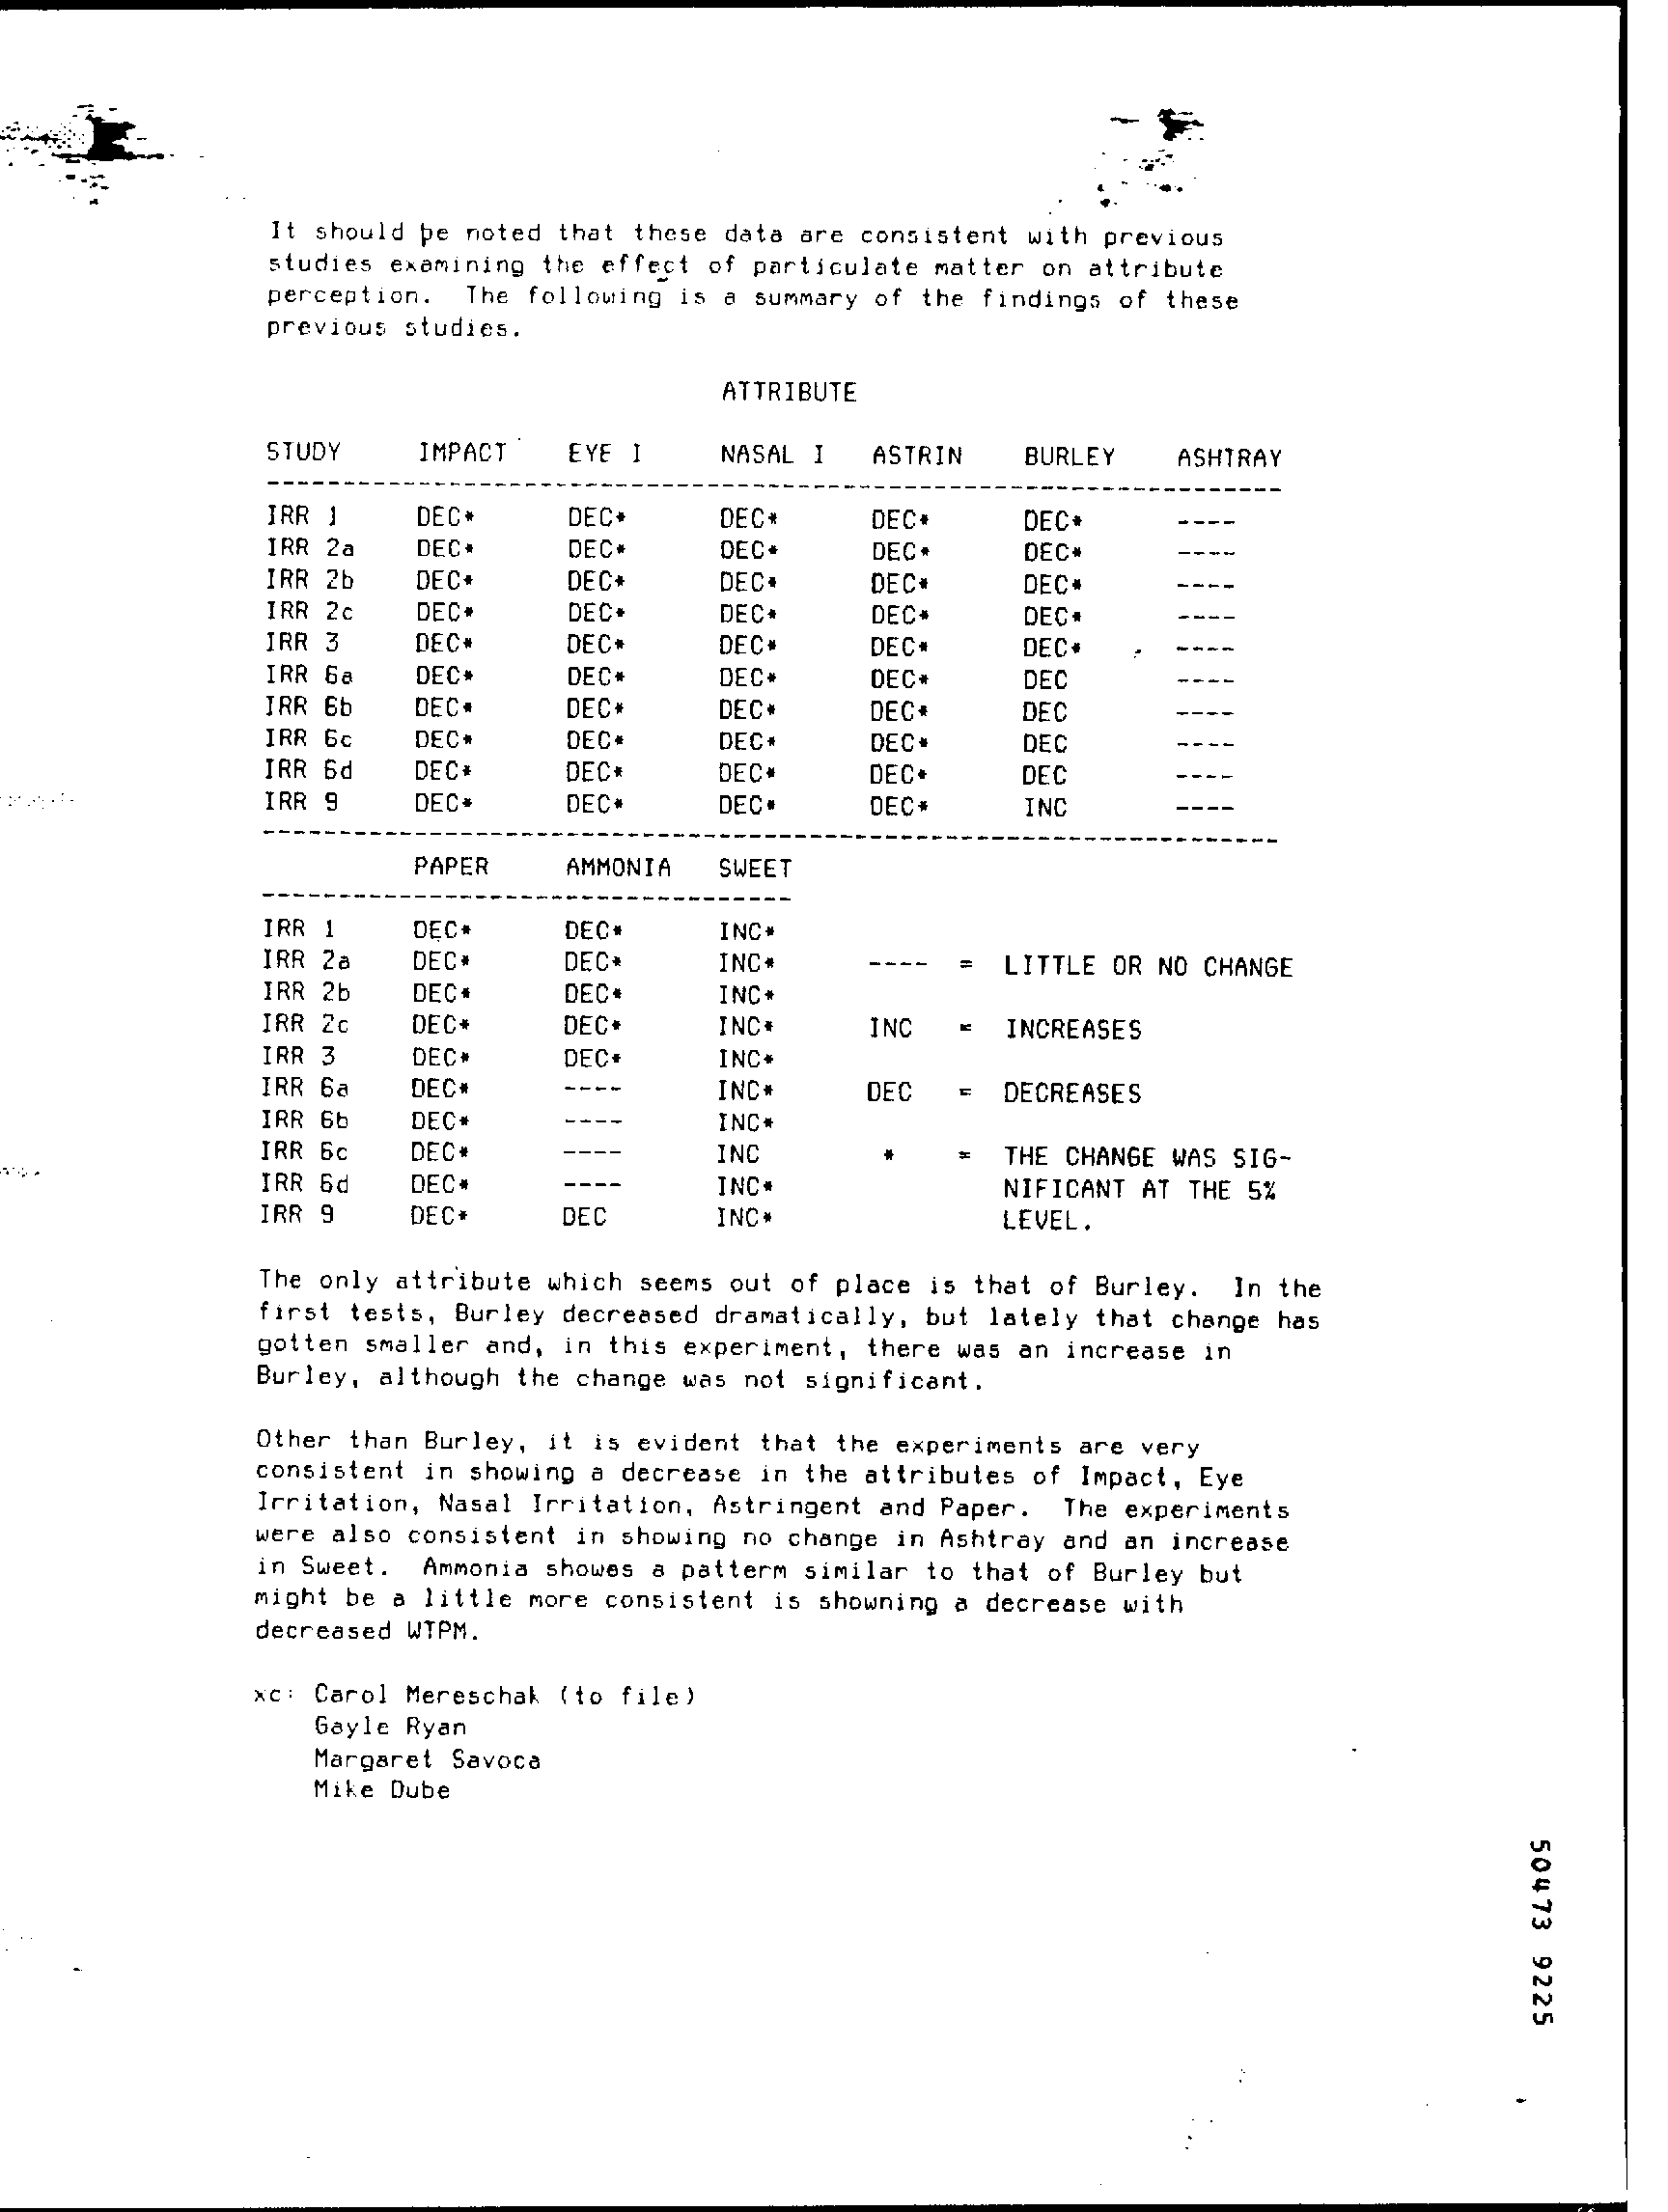 It should be noted that these data are consistent with previous
studies examining the effect of particulate matter on attribute
perception. The following is a summary of the findings of these
previous studies.
ATTRIBUTE
STUDY IMPACT EYE I NASAL I ASTRIN BURLEY ASHTRAY
--------------------------------------------------------------------
IRR 1 DEC* DEC* DEC* DEC* DEC* ----
IRR 2a DEC* DEC* DEC* DEC* DEC* ----
IRR 2b DEC* DEC* DEC* DEC* DEC* ----
IRR 2c DEC* DEC* DEC* DEC* DEC* ----
IRR 3 DEC* DEC* DEC* DEC* DEC* ----
IRR 6a DEC* DEC* DEC* DEC* DEC ----
IRR 6b DEC* DEC* DEC* DEC* DEC ----
IRR 6c DEC* DEC* DEC* DEC* DEC ----
IRR 6d DEC* DEC* DEC* DEC* DEC ----
IRR 9 DEC* DEC* DEC* DEC* INC ----
--------------------------------------------------------------------
PAPER AMMONIA SWEET
-----------------------------------
IRR 1 DEC* DEC* INC*
IRR 2a DEC* DEC* INC* ---- = LITTLE OR NO CHANGE
IRR 2b DEC* DEC* INC*
IRR 2c DEC* DEC* INC* INC = INCREASES
IRR 3 DEC* DEC* INC*
IRR 6a DEC* ---- INC* DEC = DECREASES
IRR 6b DEC* ---- INC*
IRR 6c DEC* ---- INC * = THE CHANGE WAS SIG-
IRR 6d DEC* ---- INC* NIFICANT AT THE 5%
IRR 9 DEC* DEC INC* LEVEL.
The only attribute which seems out of place is that of Burley. In the
first tests, Burley decreased dramatically, but lately that change has
gotten smaller and, in this experiment, there was an increase in
Burley, although the change was not significant.
Other than Burley, it is evident that the experiments are very
consistent in showing a decrease in the attributes of Impact, Eye
Irritation, Nasal Irritation, Astringent and Paper. The experiments
were also consistent in showing no change in Ashtray and an increase
in Sweet. Ammonia showes a patterm similar to that of Burley but
might be a little more consistent is showning a decrease with
decreased WTPM.
xc: Carol Mereschak (to file)
Gayle Ryan
Margaret Savoca
Mike Dube
50473 9225